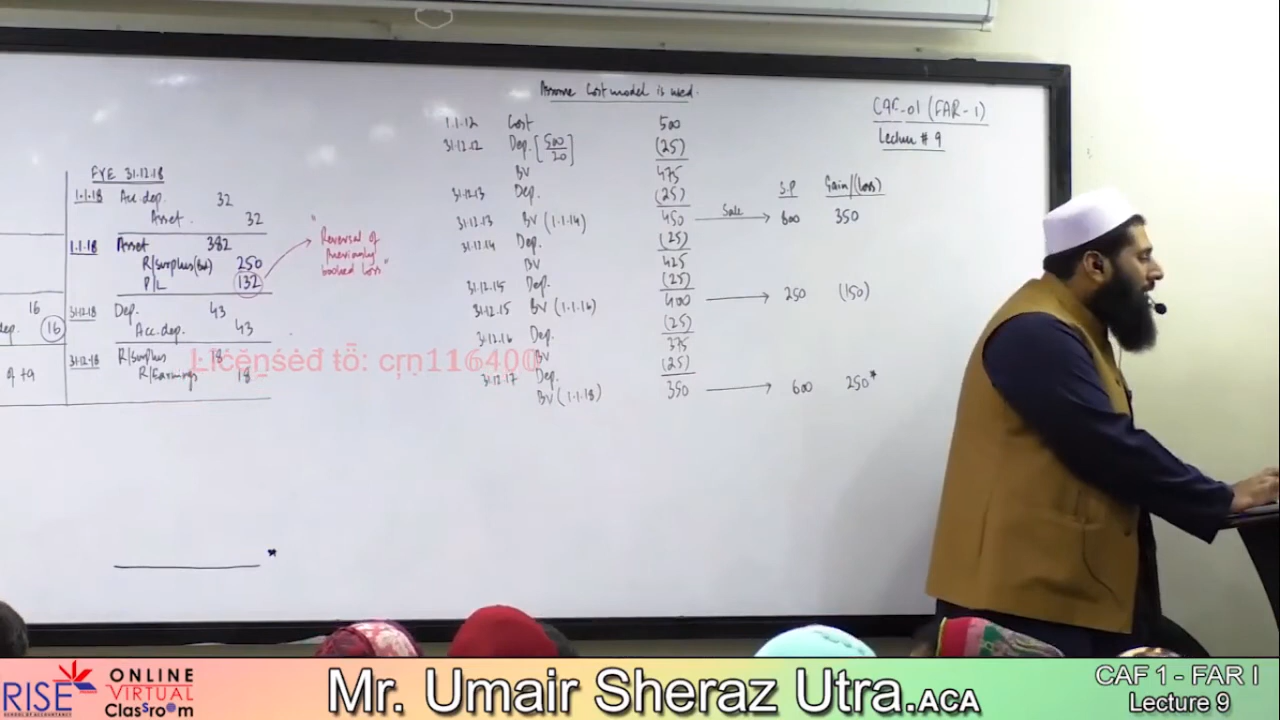 Assume Cost model is used.
CAF-01 (FAR-1)
Lecture # 9
FYE 31.12.18
1.1.18 Acc dep. 32
Asset. 32
1.1.18 Asset 382
R/Surplus (Bal) 250
P/L 132
31.12.18 Dep. 43
Acc. dep. 43
31.12.18 R/Surplus 18
R/Earnings 18
"Reversal of
previously
booked loss"
16
dep. 16
of t9
*
1.1.12 Cost 500
31.12.12 Dep. [500/20] (25)
BV 475
31.12.13 Dep. (25)
31.12.13 BV (1.1.14) 450 Sale 600 350
S.P Gain/(Loss)
31.12.14 Dep. (25)
BV 425
31.12.15 Dep. (25)
31.12.15 BV (1.1.16) 400 250 (150)
31.12.16 Dep. (25)
BV 375
31.12.17 Dep. (25)
BV (1.1.18) 350 600 250*
Licensed to: crn116400
RISE
SCHOOL OF ACCOUNTANCY
ONLINE
VIRTUAL
Classroom
Mr. Umair Sheraz Utra.ACA
CAF 1 - FAR I
Lecture 9